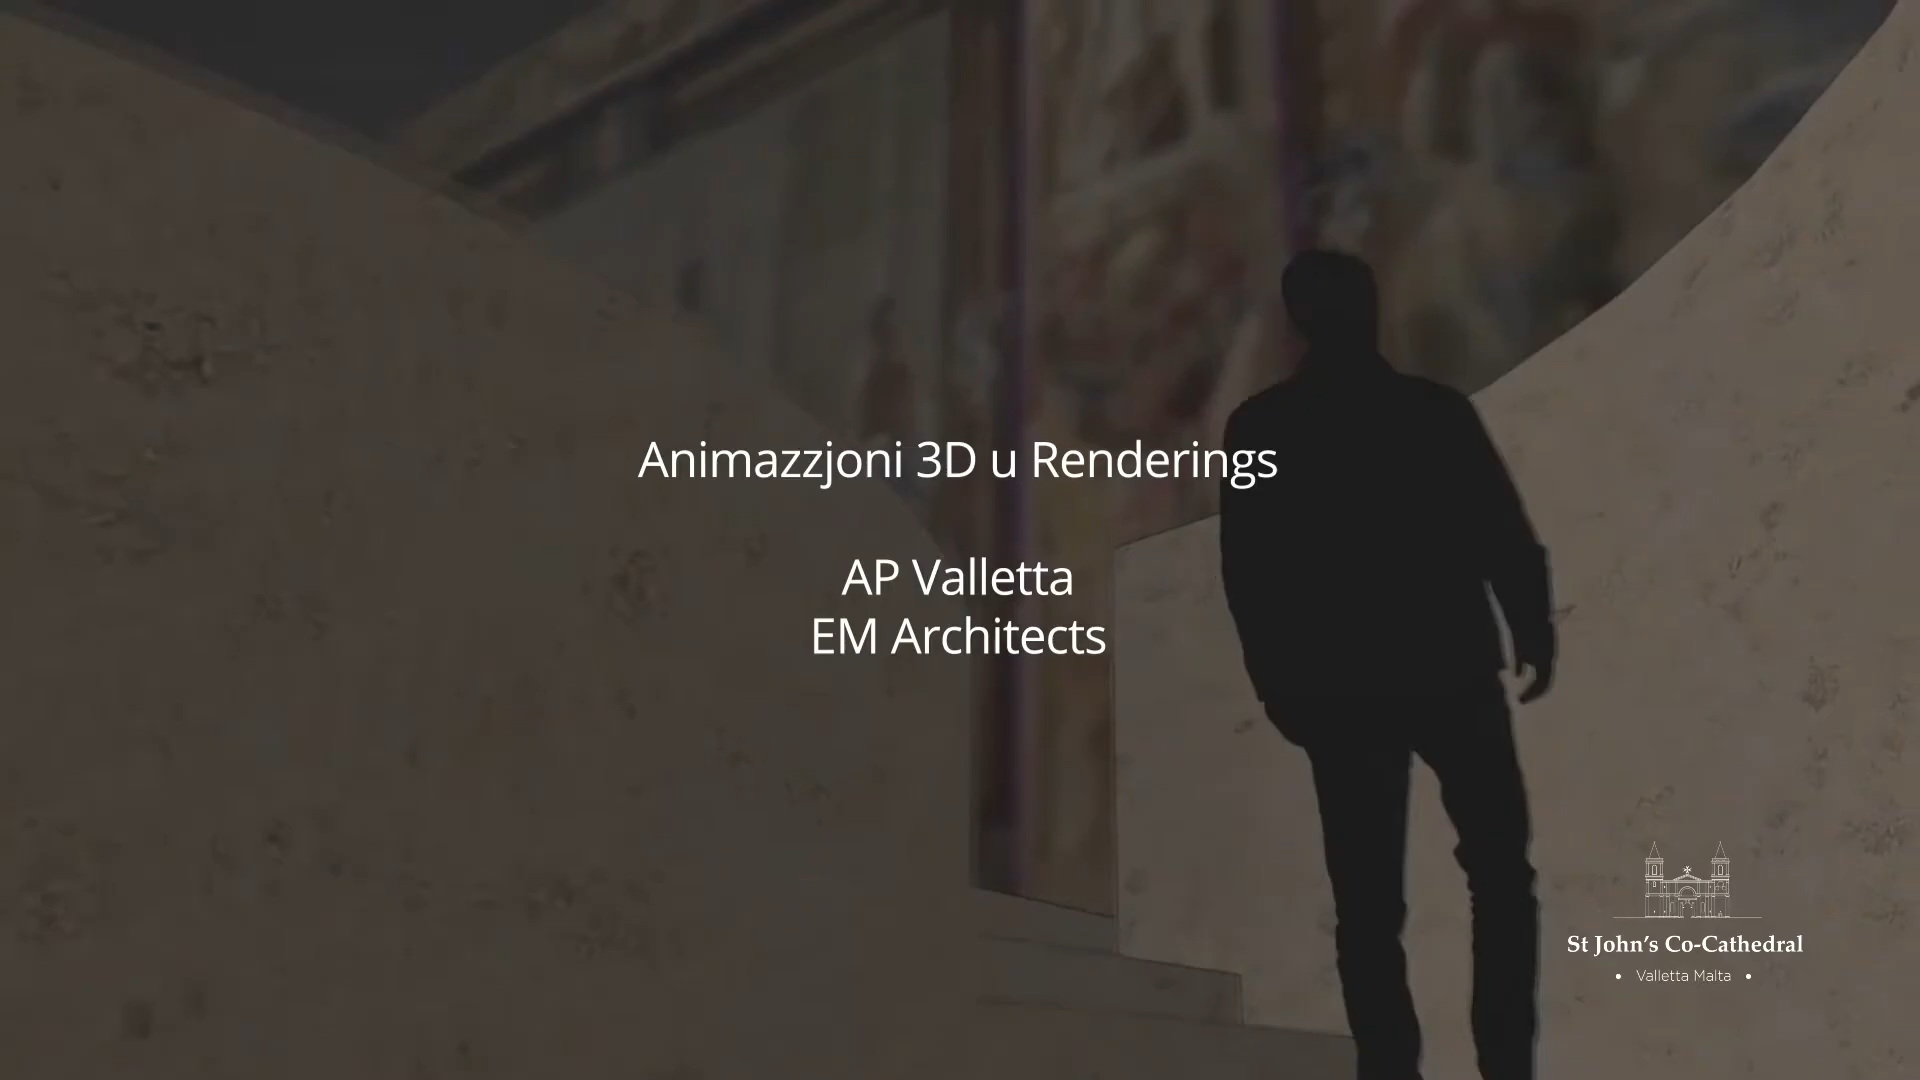 Animazzjoni 3D u Renderings
AP Valletta
EM Architects
St John's Co-Cathedral
• Valletta Malta •